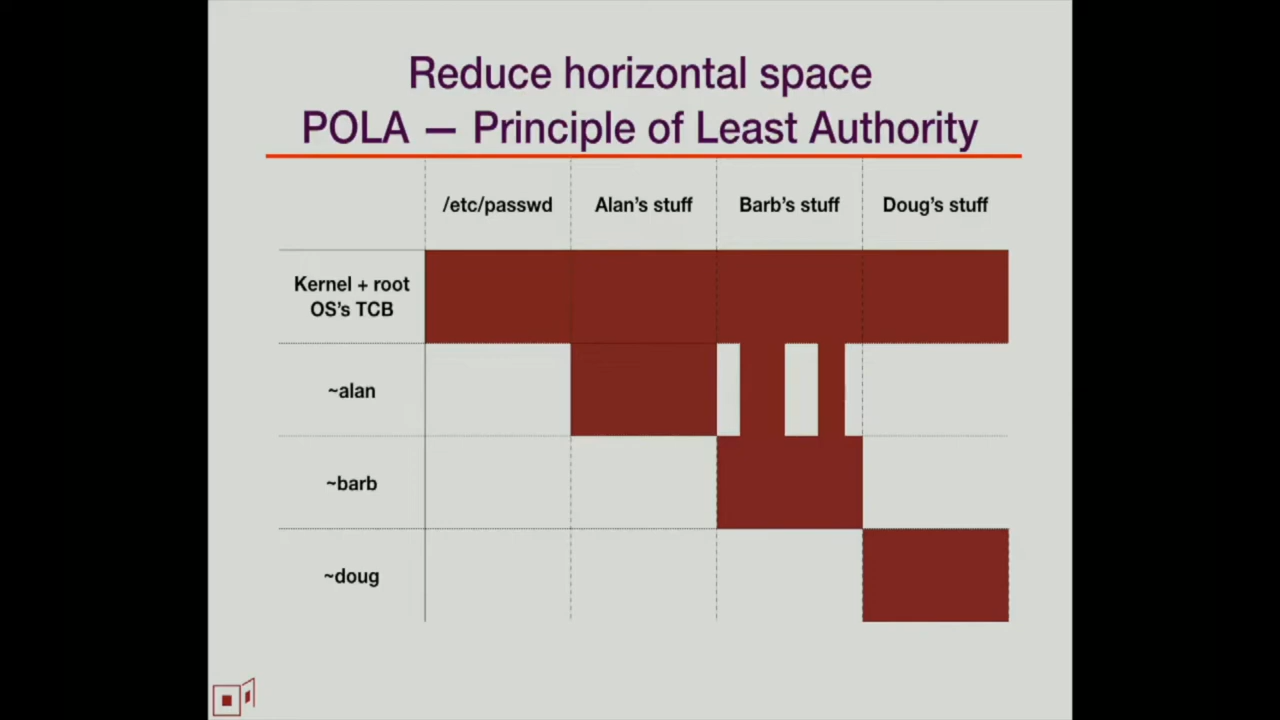 Reduce horizontal space
POLA — Principle of Least Authority
/etc/passwd
Alan’s stuff
Barb’s stuff
Doug’s stuff
Kernel + root
OS’s TCB
~alan
~barb
~doug